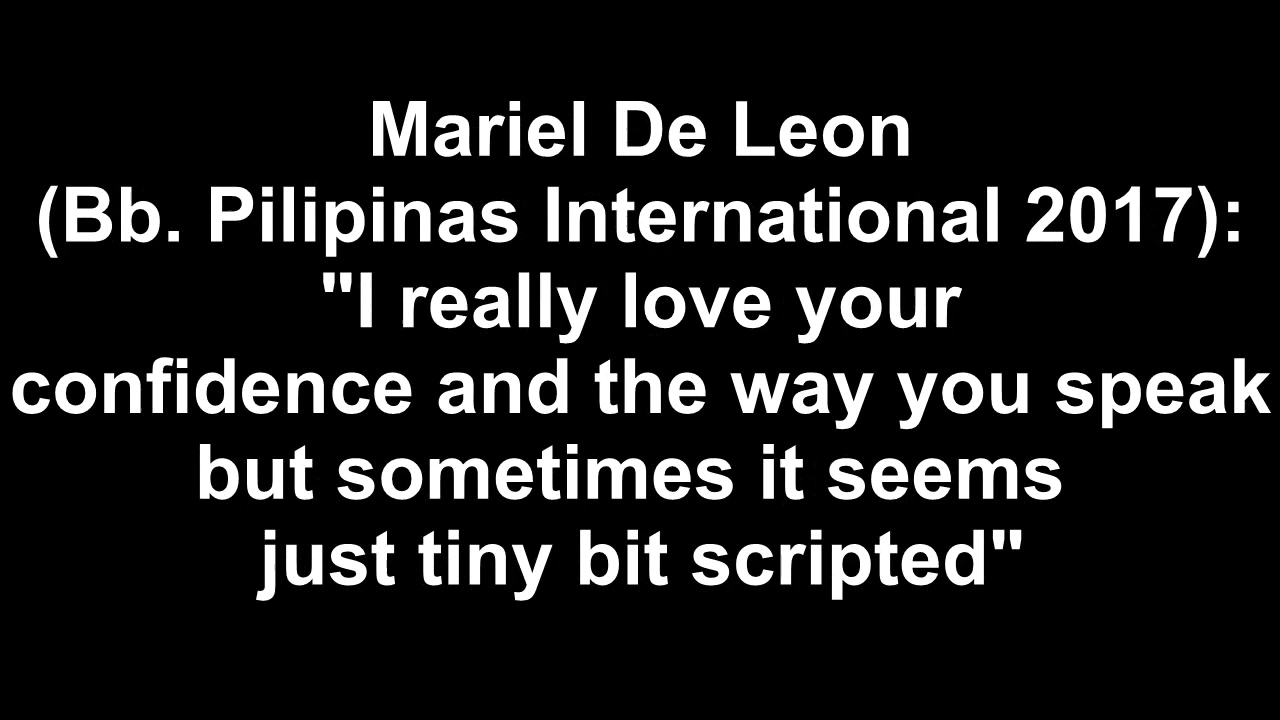 Mariel De Leon
(Bb. Pilipinas International 2017):
"I really love your
confidence and the way you speak
but sometimes it seems
just tiny bit scripted"